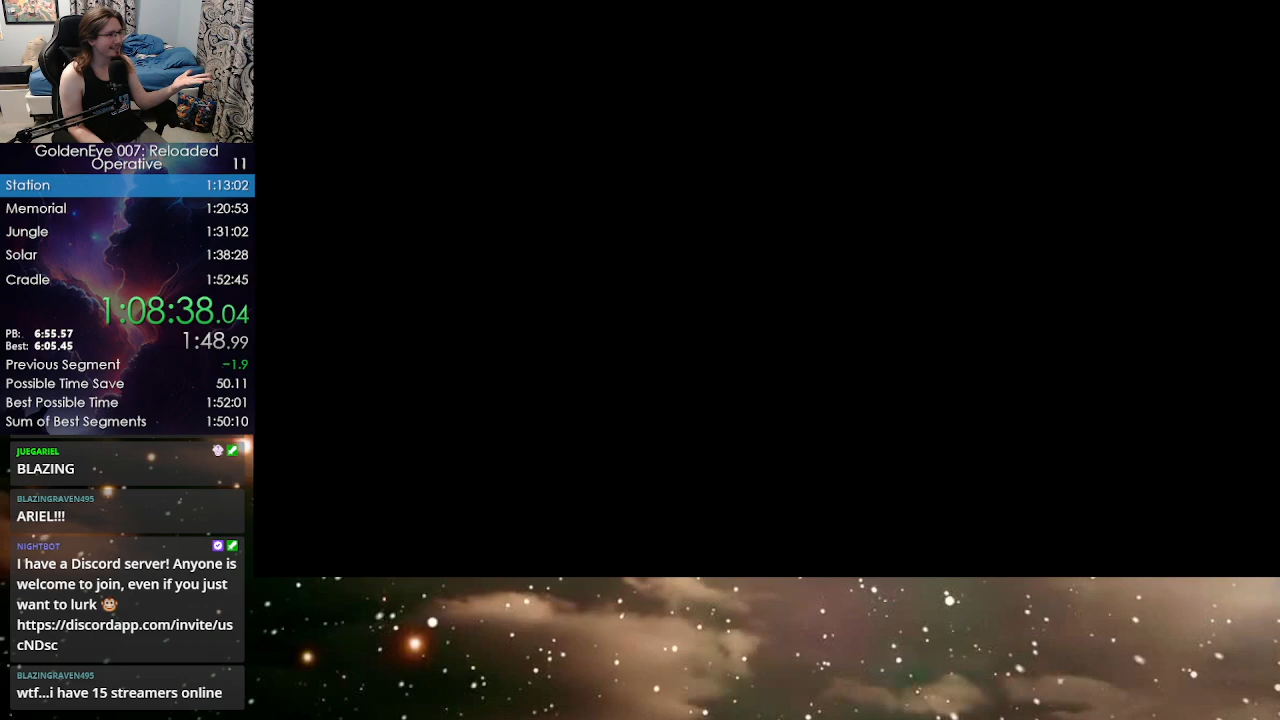 GoldenEye 007: Reloaded
Operative 11
Station 1:13:02
Memorial 1:20:53
Jungle 1:31:02
Solar 1:38:28
Cradle 1:52:45
1:08:38.04
PB: 6:55.57
Best: 6:05.45
1:48.99
Previous Segment -1.9
Possible Time Save 50.11
Best Possible Time 1:52:01
Sum of Best Segments 1:50:10
JUEGARIEL
BLAZING
BLAZINGRAVEN495
ARIEL!!!
NIGHTBOT
I have a Discord server! Anyone is
welcome to join, even if you just
want to lurk
https://discordapp.com/invite/us
cNDsc
BLAZINGRAVEN495
wtf...i have 15 streamers online